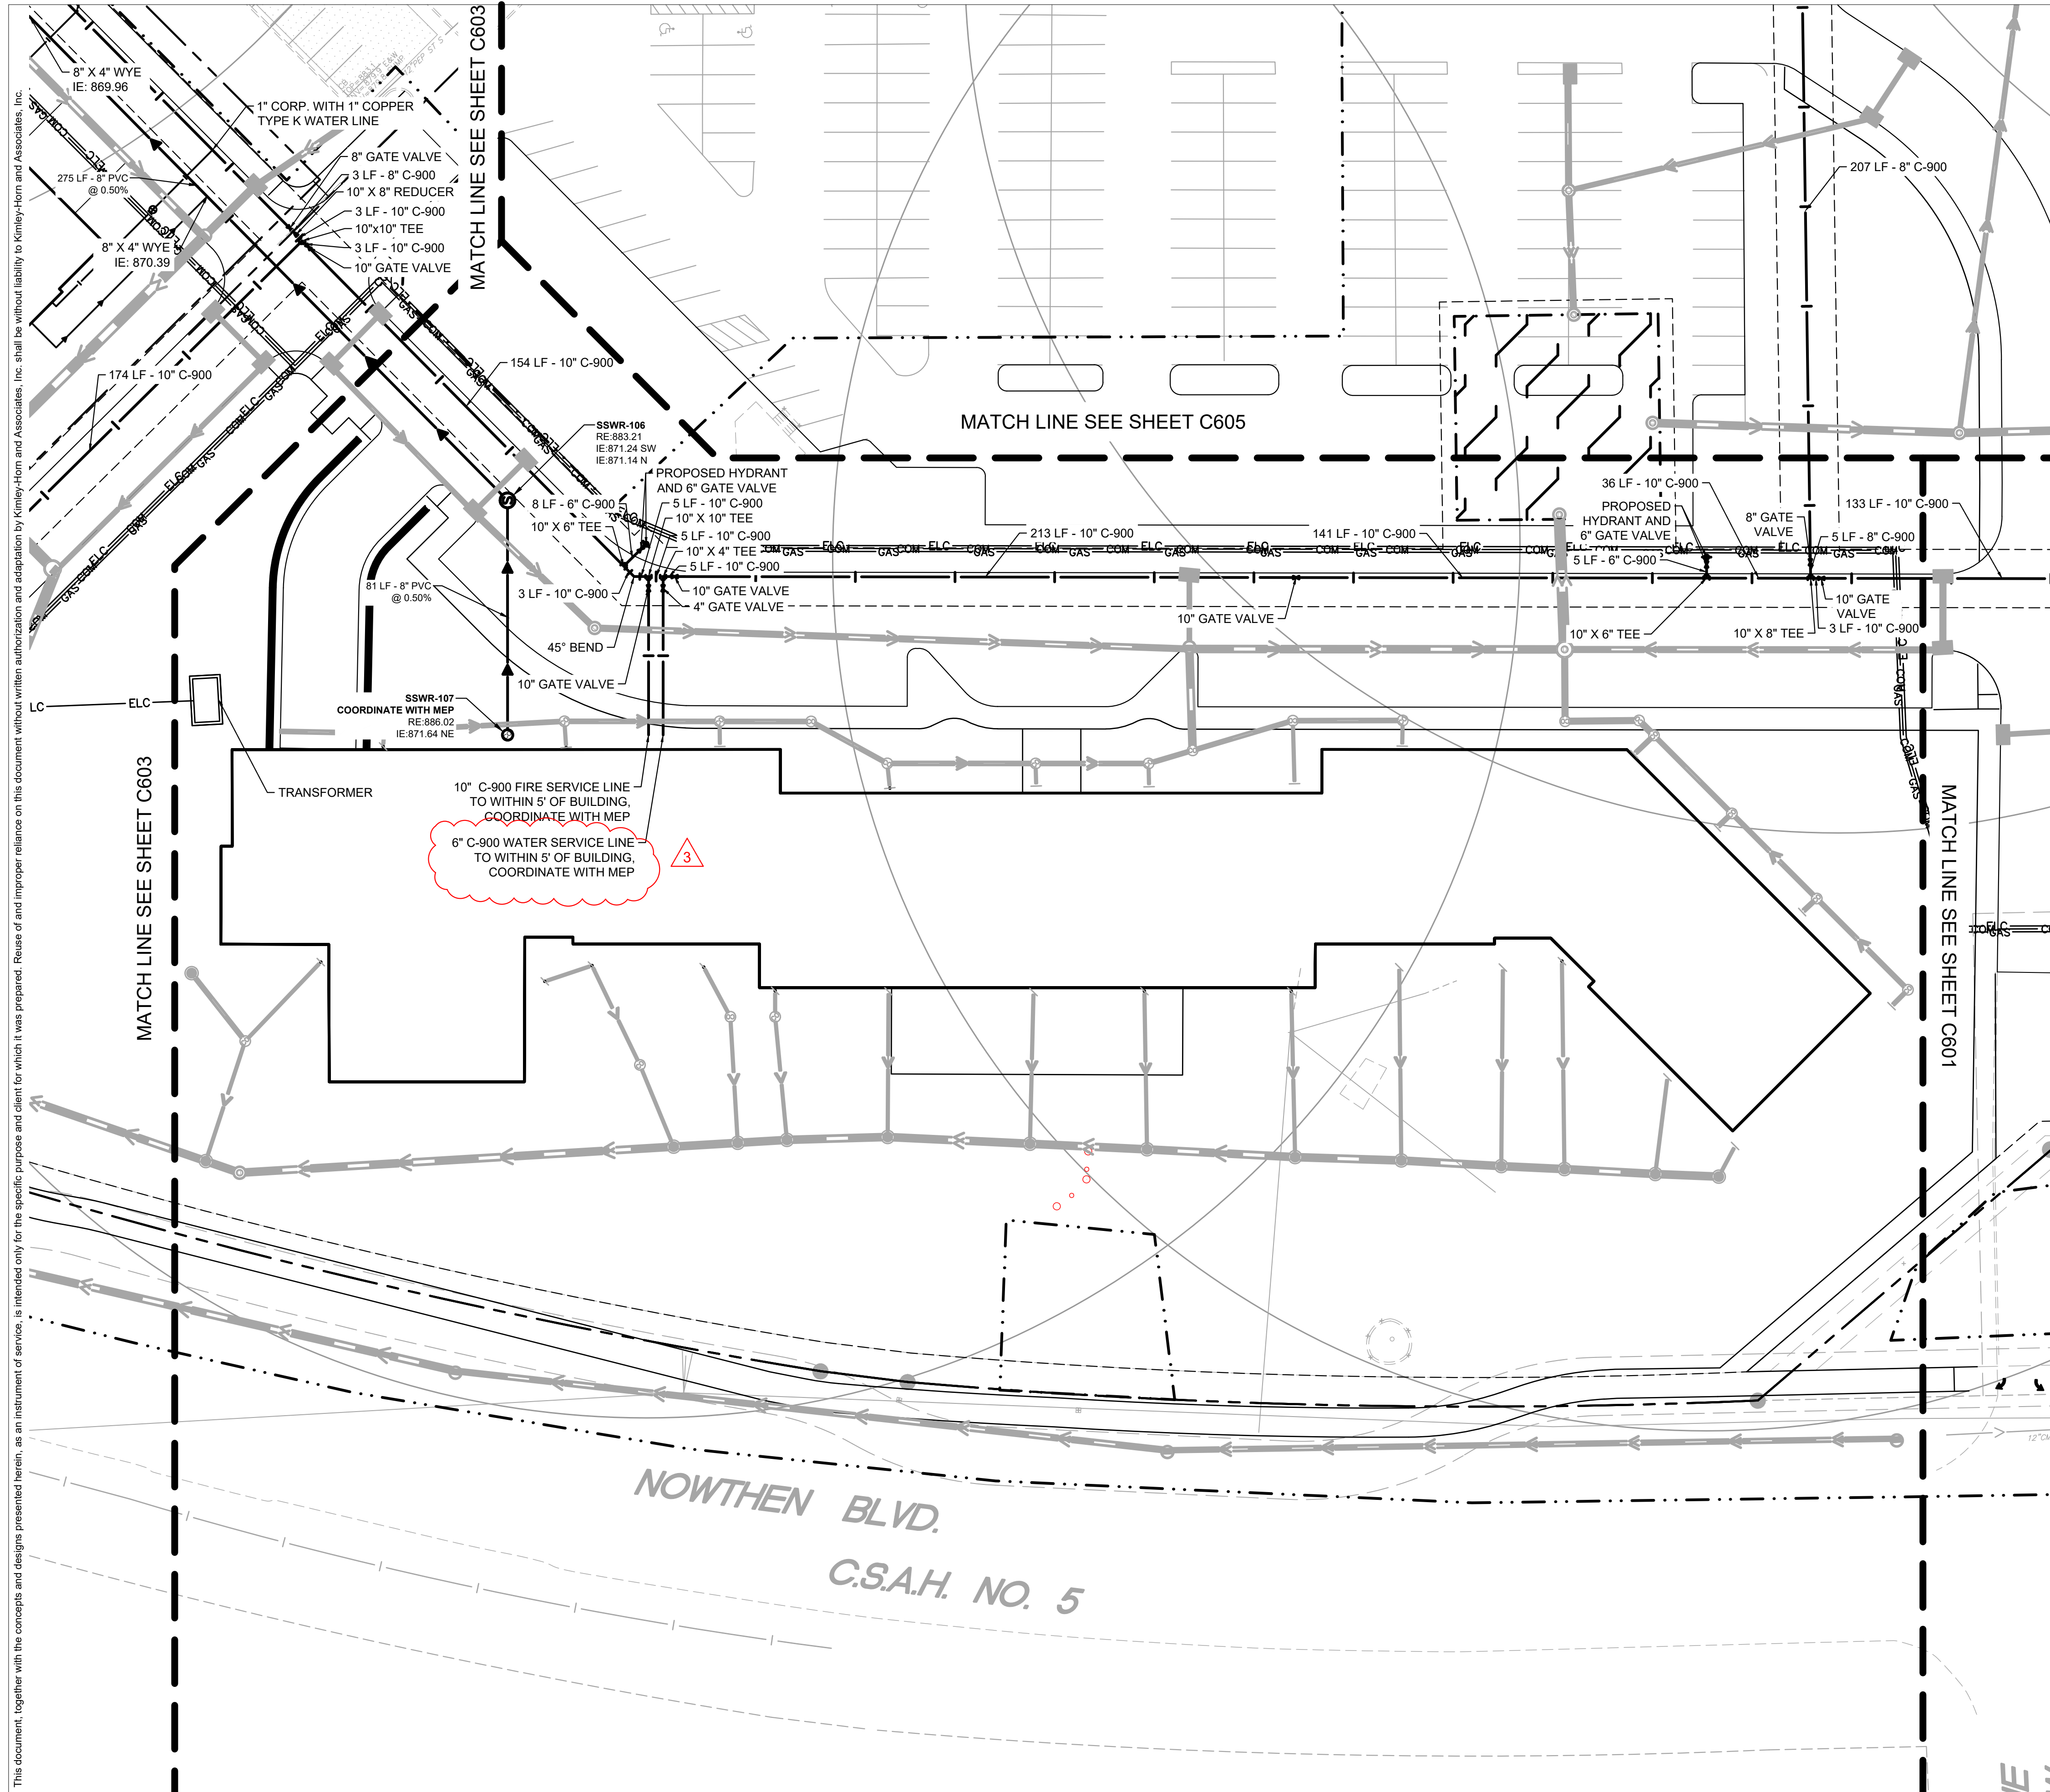 This document, together with the concepts and designs presented herein, as an instrument of service, is intended only for the specific purpose and client for which it was prepared. Reuse of and improper reliance on this document without written authorization and adaptation by Kimley-Horn and Associates, Inc. shall be without liability to Kimley-Horn and Associates, Inc.
8" X 4" WYE
IE: 869.96
1" CORP. WITH 1" COPPER
TYPE K WATER LINE
MATCH LINE SEE SHEET C603
8" GATE VALVE
3 LF - 8" C-900
10" X 8" REDUCER
3 LF - 10" C-900
10"x10" TEE
3 LF - 10" C-900
10" GATE VALVE
275 LF - 8" PVC
@ 0.50%
8" X 4" WYE
IE: 870.39
207 LF - 8" C-900
174 LF - 10" C-900
154 LF - 10" C-900
MATCH LINE SEE SHEET C605
SSWR-106
RE:883.21
IE:871.24 SW
IE:871.14 N
PROPOSED HYDRANT
AND 6" GATE VALVE
8 LF - 6" C-900
5 LF - 10" C-900
10" X 6" TEE
10" X 10" TEE
5 LF - 10" C-900
10" X 4" TEE
5 LF - 10" C-900
10" GATE VALVE
4" GATE VALVE
213 LF - 10" C-900
141 LF - 10" C-900
36 LF - 10" C-900
PROPOSED
HYDRANT AND
6" GATE VALVE
5 LF - 6" C-900
8" GATE
VALVE
133 LF - 10" C-900
5 LF - 8" C-900
10" GATE
VALVE
3 LF - 10" C-900
10" X 6" TEE
10" X 8" TEE
10" GATE VALVE
81 LF - 8" PVC
@ 0.50%
3 LF - 10" C-900
45° BEND
10" GATE VALVE
COM
GAS
ELC
COM
GAS
ELC
LC
ELC
SSWR-107
COORDINATE WITH MEP
RE:886.02
IE:871.64 NE
TRANSFORMER
10" C-900 FIRE SERVICE LINE
TO WITHIN 5' OF BUILDING,
COORDINATE WITH MEP
6" C-900 WATER SERVICE LINE
TO WITHIN 5' OF BUILDING,
COORDINATE WITH MEP
3
MATCH LINE SEE SHEET C603
MATCH LINE SEE SHEET C601
NOWTHEN BLVD.
C.S.A.H. NO. 5